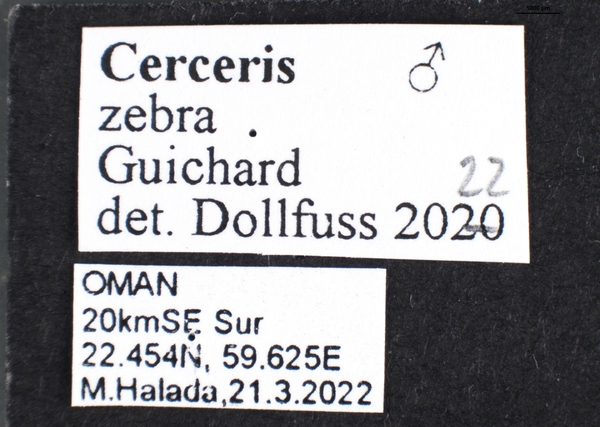 Cerceris ♂
zebra
Guichard
22
det. Dollfuss 2020
OMAN
20kmSE Sur
22.454N, 59.625E
M.Halada,21.3.2022